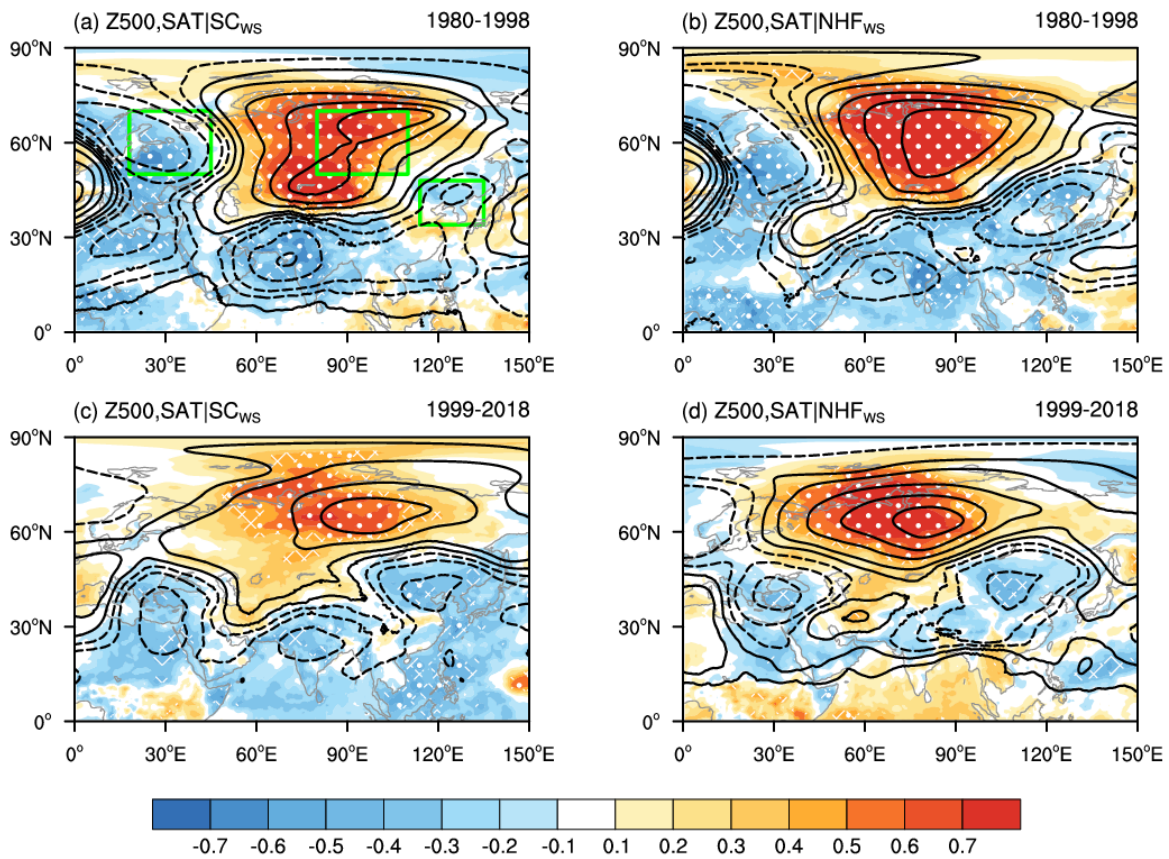 (a) Z500,SAT|SC_WS 1980-1998
(b) Z500,SAT|NHF_WS 1980-1998
90°N
60°N
30°N
0°
0° 30°E 60°E 90°E 120°E 150°E
90°N
60°N
30°N
0°
0° 30°E 60°E 90°E 120°E 150°E
(c) Z500,SAT|SC_WS 1999-2018
(d) Z500,SAT|NHF_WS 1999-2018
90°N
60°N
30°N
0°
0° 30°E 60°E 90°E 120°E 150°E
90°N
60°N
30°N
0°
0° 30°E 60°E 90°E 120°E 150°E
-0.7 -0.6 -0.5 -0.4 -0.3 -0.2 -0.1 0.1 0.2 0.3 0.4 0.5 0.6 0.7